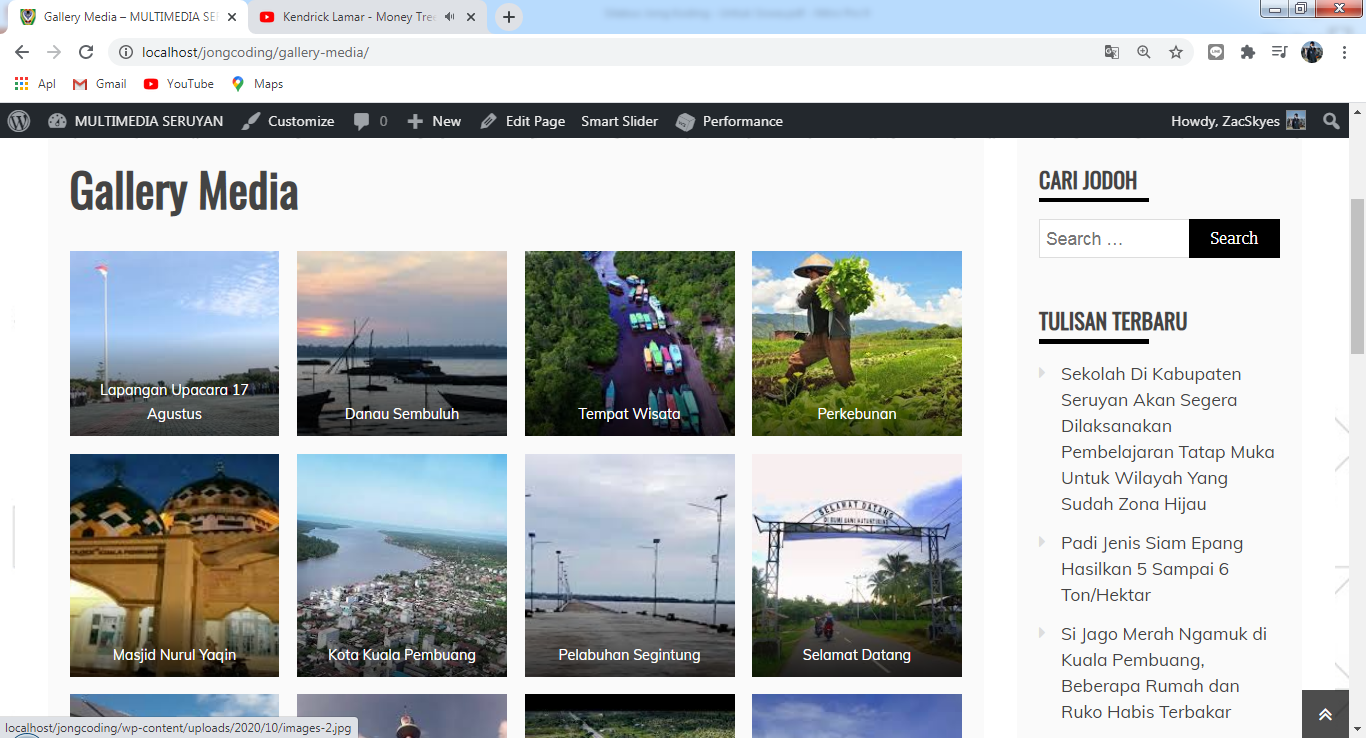 Gallery Media – MULTIMEDIA SER
Kendrick Lamar - Money Tree
localhost/jongcoding/gallery-media/
Apl
Gmail
YouTube
Maps
MULTIMEDIA SERUYAN
Customize
0
New
Edit Page
Smart Slider
Performance
Howdy, ZacSkyes
Gallery Media
Lapangan Upacara 17
Agustus
Danau Sembuluh
Tempat Wisata
Perkebunan
SELAMAT DATANG
Masjid Nurul Yaqin
Kota Kuala Pembuang
Pelabuhan Segintung
Selamat Datang
CARI JODOH
Search …
Search
TULISAN TERBARU
Sekolah Di Kabupaten
Seruyan Akan Segera
Dilaksanakan
Pembelajaran Tatap Muka
Untuk Wilayah Yang
Sudah Zona Hijau
Padi Jenis Siam Epang
Hasilkan 5 Sampai 6
Ton/Hektar
Si Jago Merah Ngamuk di
Kuala Pembuang,
Beberapa Rumah dan
Ruko Habis Terbakar
localhost/jongcoding/wp-content/uploads/2020/10/images-2.jpg